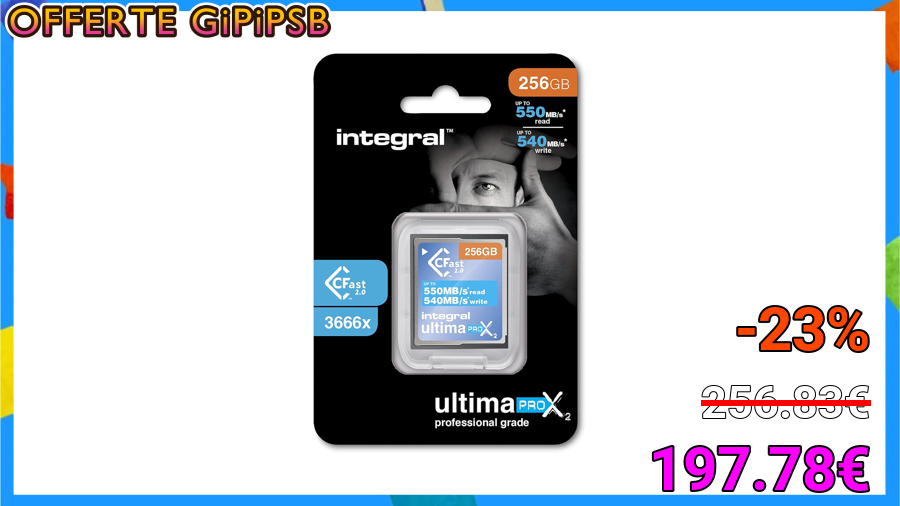 OFFERTE GiPiPSB
256GB
UP TO
550MB/s*
read
UP TO
540MB/s*
write
integral™
256GB
CFast
2.0
UP TO
550MB/s*read
540MB/s*write
integral
ultima PRO X2
CFast
2.0
3666x
ultima PRO X2
professional grade
-23%
256.83€
197.78€